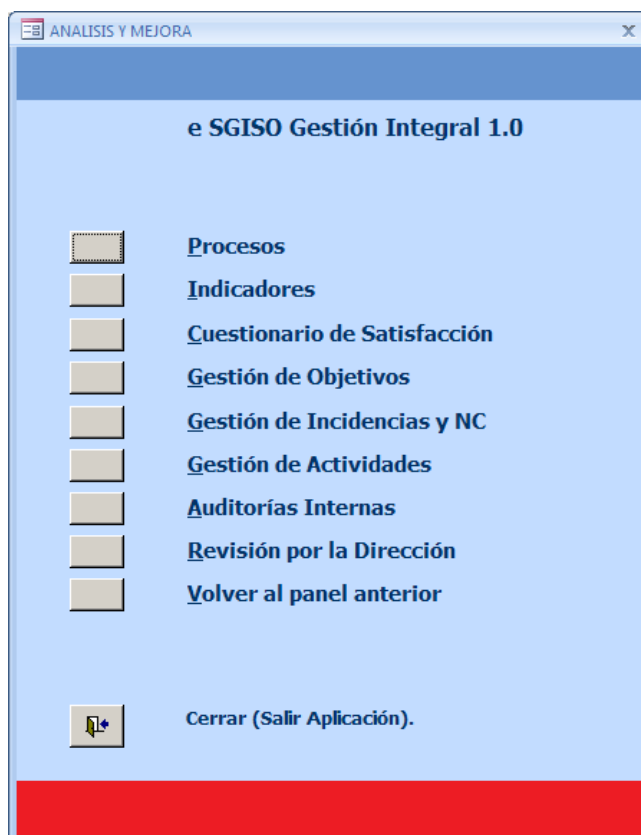 ANALISIS Y MEJORA
e SGISO Gestión Integral 1.0
Procesos
Indicadores
Cuestionario de Satisfacción
Gestión de Objetivos
Gestión de Incidencias y NC
Gestión de Actividades
Auditorías Internas
Revisión por la Dirección
Volver al panel anterior
Cerrar (Salir Aplicación).